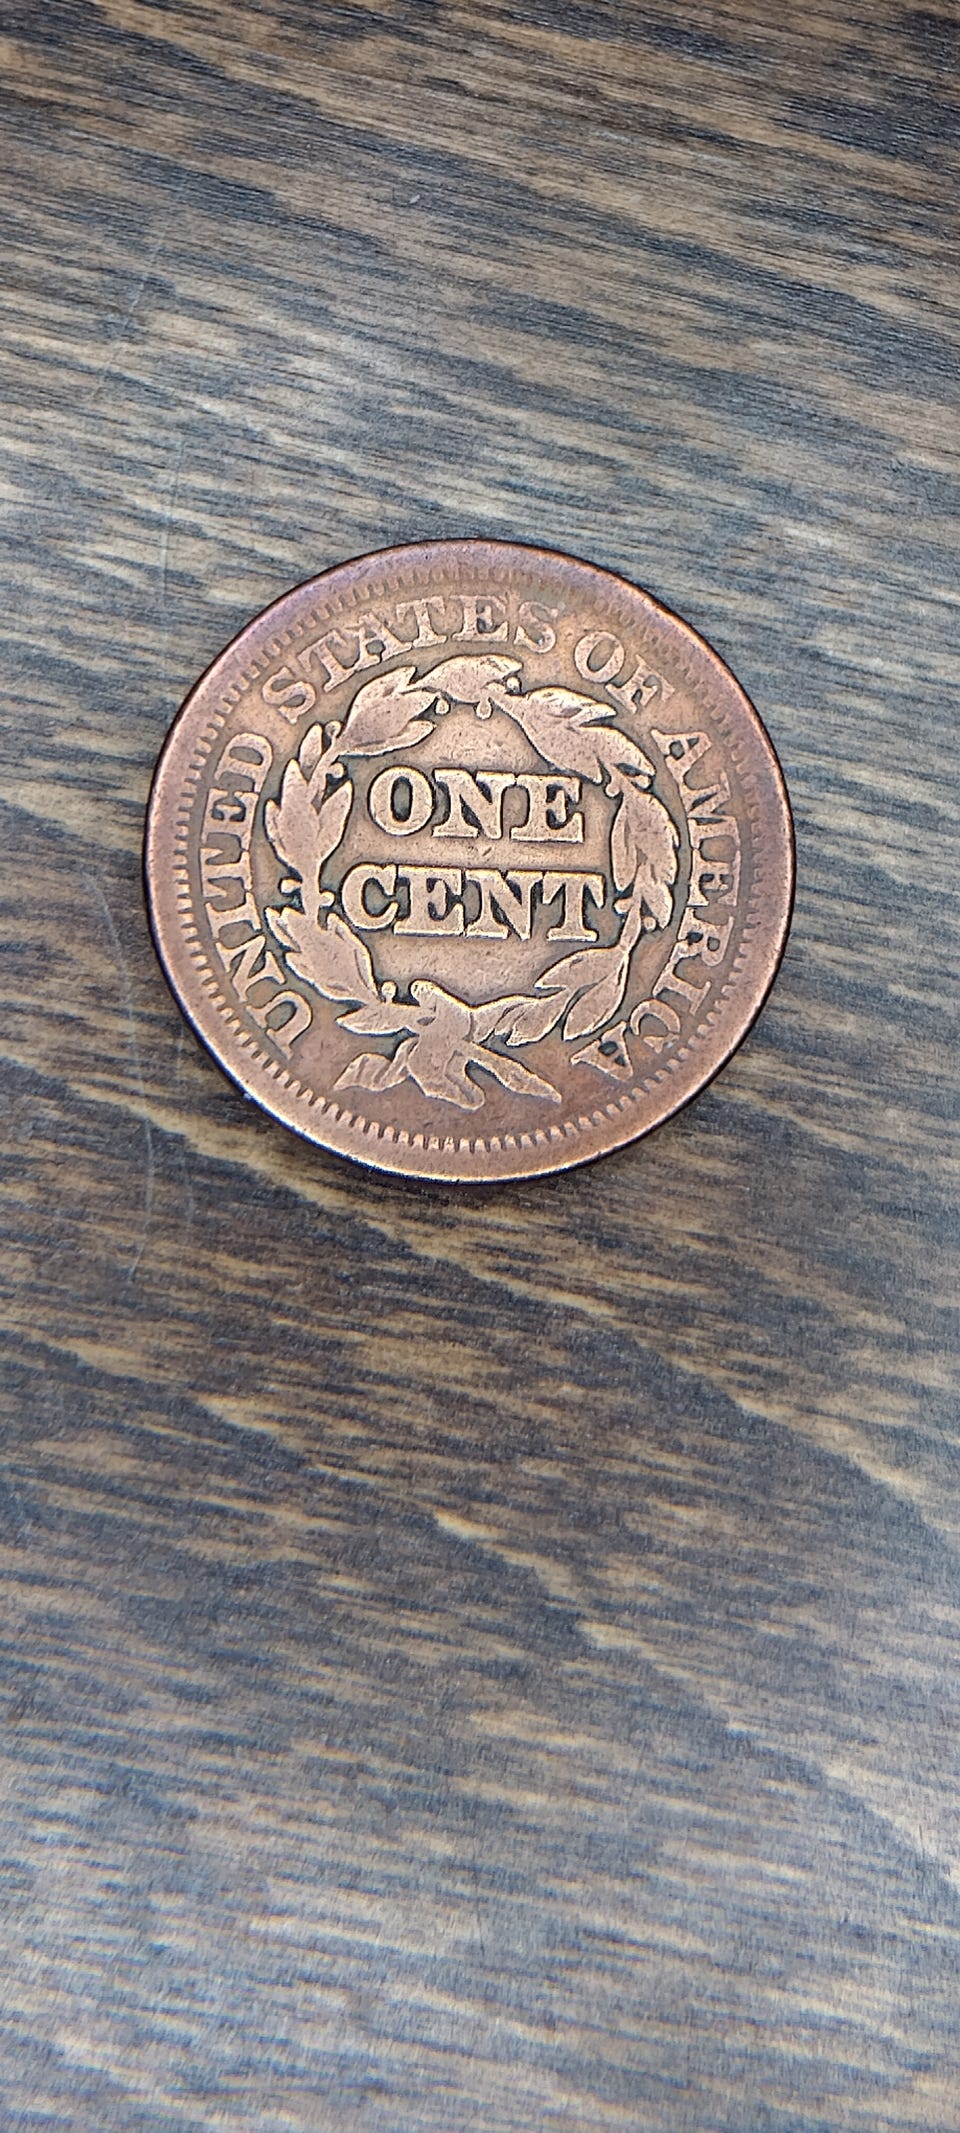 UNITED STATES OF AMERICA
ONE
CENT